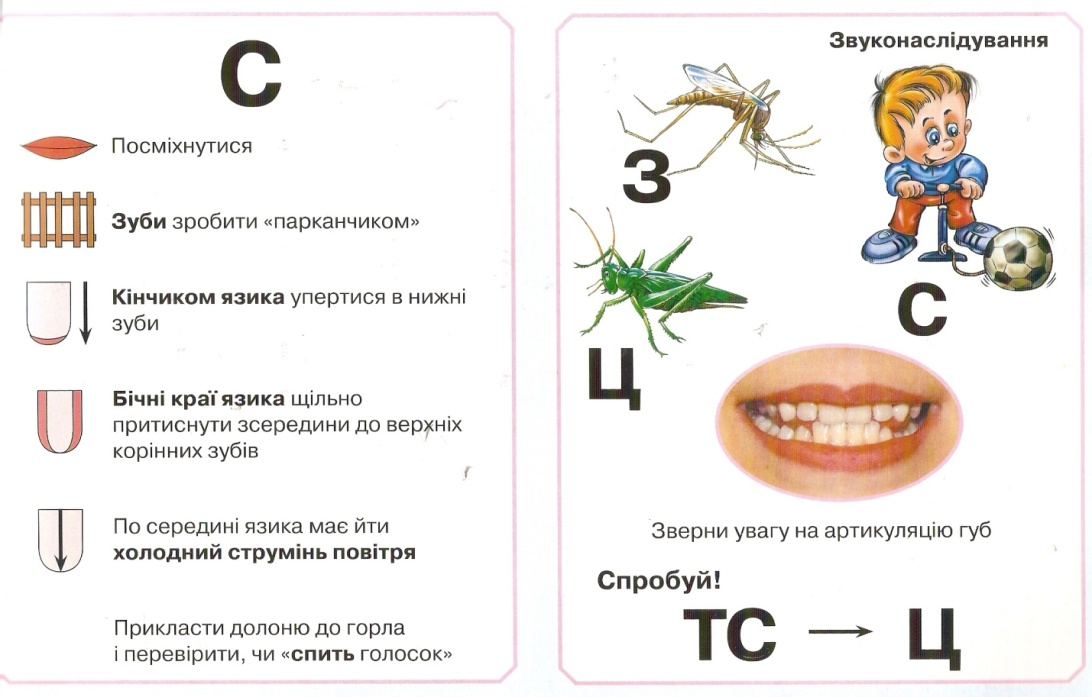 С
Посміхнутися
Зуби зробити «парканчиком»
Кінчиком язика упертися в нижні
зуби
Бічні краї язика щільно
притиснути зсередини до верхніх
корінних зубів
По середині язика має йти
холодний струмінь повітря
Прикласти долоню до горла
і перевірити, чи «спить голосок»
Звуконаслідування
З
С
Ц
Зверни увагу на артикуляцію губ
Спробуй!
ТС → Ц